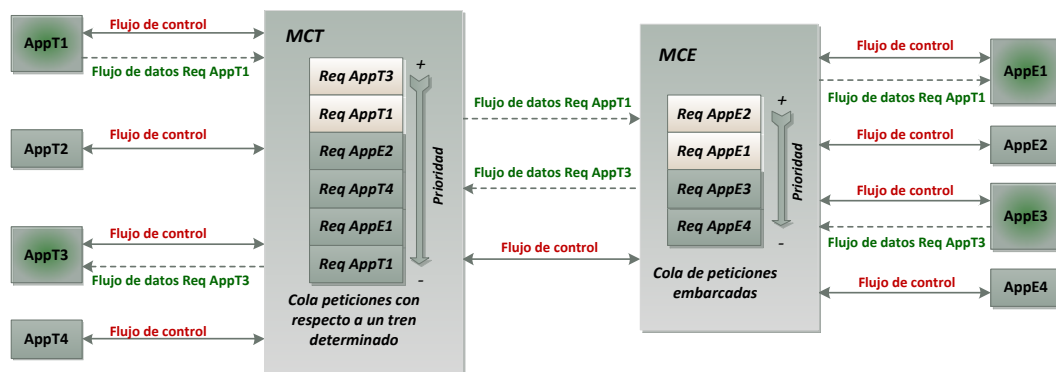 AppT1
Flujo de control
Flujo de datos Req AppT1
AppT2
Flujo de control
AppT3
Flujo de control
Flujo de datos Req AppT3
AppT4
Flujo de control
MCT
Req AppT3
Req AppT1
Req AppE2
Req AppT4
Req AppE1
Req AppT1
+
Prioridad
-
Cola peticiones con
respecto a un tren
determinado
Flujo de datos Req AppT1
Flujo de datos Req AppT3
Flujo de control
MCE
Req AppE2
Req AppE1
Req AppE3
Req AppE4
+
Prioridad
-
Cola de peticiones
embarcadas
Flujo de control
Flujo de datos Req AppT1
AppE1
Flujo de control
AppE2
Flujo de control
Flujo de datos Req AppT3
AppE3
Flujo de control
AppE4